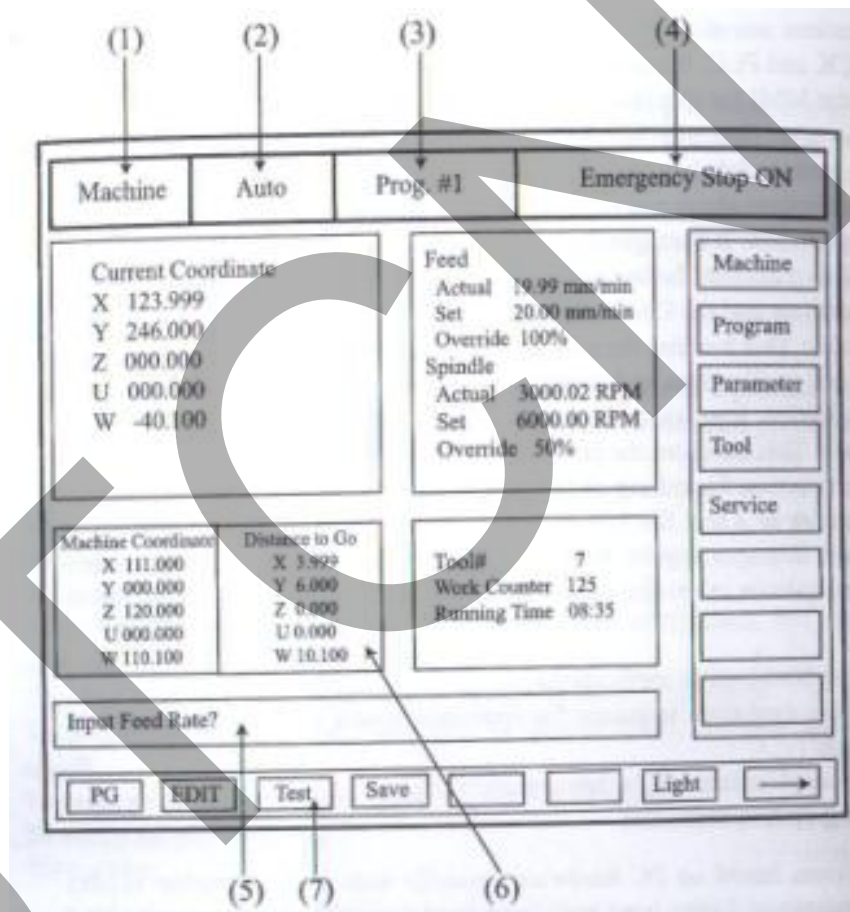 (1) (2) (3) (4)
Machine Auto Prog. #1 Emergency Stop ON
Current Coordinate
X 123.999
Y 246.000
Z 000.000
U 000.000
W -40.100
Feed
Actual 19.99 mm/min
Set 20.00 mm/min
Override 100%
Spindle
Actual 3000.02 RPM
Set 6000.00 RPM
Override 50%
Machine
Program
Parameter
Tool
Service
Machine Coordinate
X 111.000
Y 000.000
Z 120.000
U 000.000
W 110.100
Distance to Go
X 3.999
Y 6.000
Z 0.000
U 0.000
W 10.100
Tool# 7
Work Counter 125
Running Time 08:35
Input Feed Rate?
PG EDIT Test Save Light
(5) (7) (6)